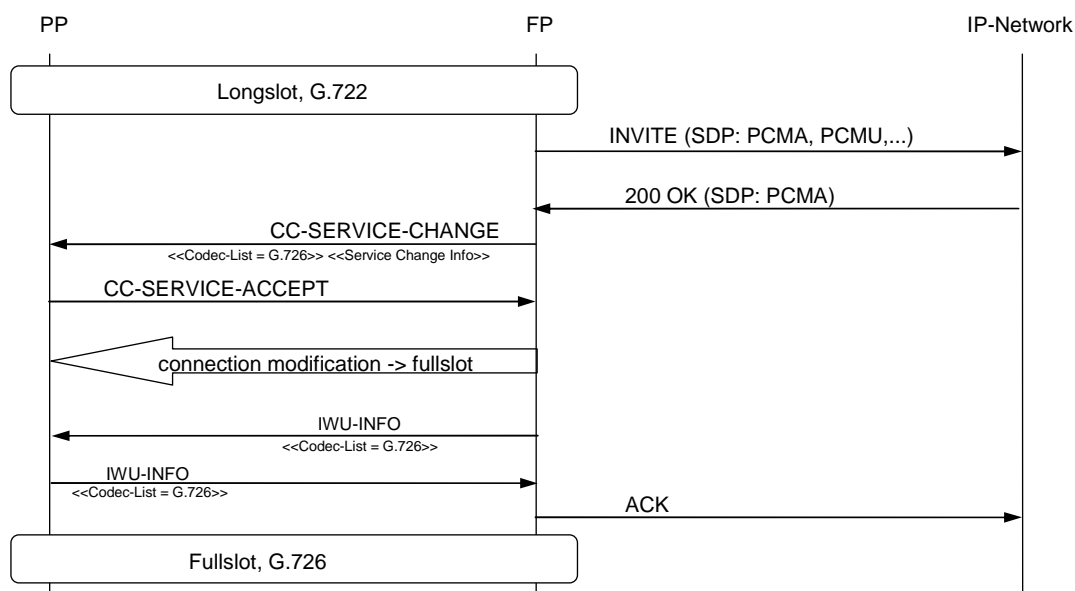 PP FP IP-Network
Longslot, G.722
INVITE (SDP: PCMA, PCMU,...)
200 OK (SDP: PCMA)
CC-SERVICE-CHANGE
<<Codec-List = G.726>> <<Service Change Info>>
CC-SERVICE-ACCEPT
connection modification -> fullslot
IWU-INFO
<<Codec-List = G.726>>
IWU-INFO
<<Codec-List = G.726>>
ACK
Fullslot, G.726